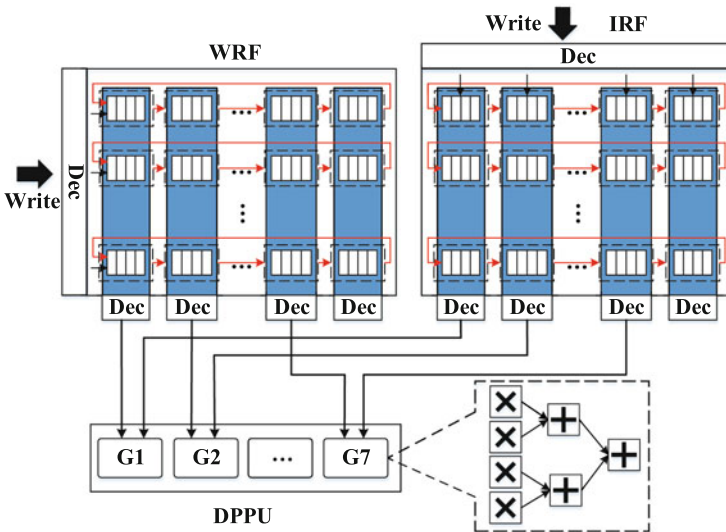 Write
IRF
WRF
Dec
Dec
Write
...
...
...
...
...
...
...
...
Dec Dec Dec Dec
Dec Dec Dec Dec
G1 G2 ... G7
× + × + × + ×
DPPU